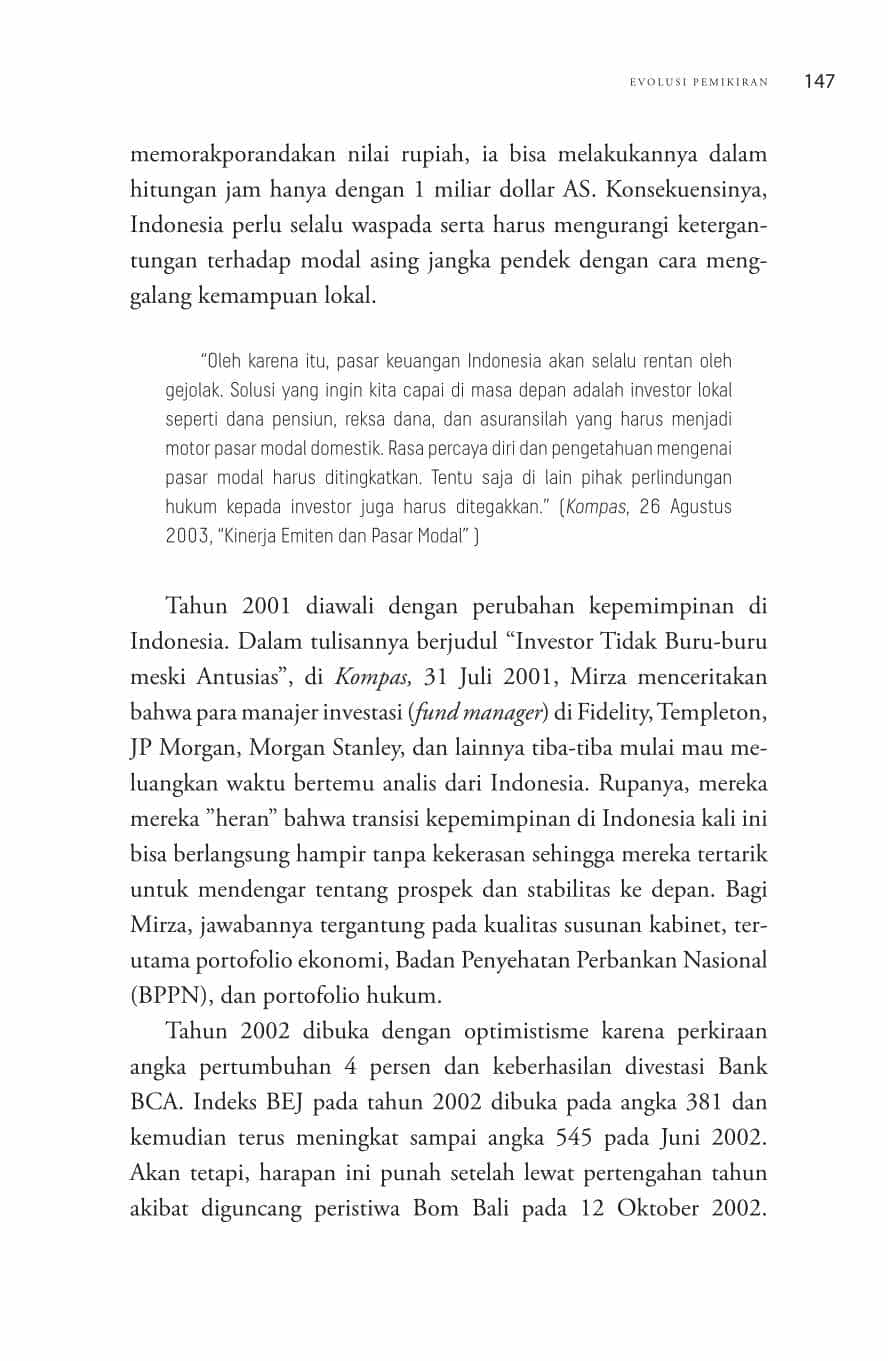 EVOLUSI PEMIKIRAN 147
memorakporandakan nilai rupiah, ia bisa melakukannya dalam
hitungan jam hanya dengan 1 miliar dollar AS. Konsekuensinya,
Indonesia perlu selalu waspada serta harus mengurangi ketergan-
tungan terhadap modal asing jangka pendek dengan cara meng-
galang kemampuan lokal.
“Oleh karena itu, pasar keuangan Indonesia akan selalu rentan oleh
gejolak. Solusi yang ingin kita capai di masa depan adalah investor lokal
seperti dana pensiun, reksa dana, dan asuransilah yang harus menjadi
motor pasar modal domestik. Rasa percaya diri dan pengetahuan mengenai
pasar modal harus ditingkatkan. Tentu saja di lain pihak perlindungan
hukum kepada investor juga harus ditegakkan.” (Kompas, 26 Agustus
2003, “Kinerja Emiten dan Pasar Modal” )
Tahun 2001 diawali dengan perubahan kepemimpinan di
Indonesia. Dalam tulisannya berjudul “Investor Tidak Buru-buru
meski Antusias”, di Kompas, 31 Juli 2001, Mirza menceritakan
bahwa para manajer investasi (fund manager) di Fidelity, Templeton,
JP Morgan, Morgan Stanley, dan lainnya tiba-tiba mulai mau me-
luangkan waktu bertemu analis dari Indonesia. Rupanya, mereka
mereka ”heran” bahwa transisi kepemimpinan di Indonesia kali ini
bisa berlangsung hampir tanpa kekerasan sehingga mereka tertarik
untuk mendengar tentang prospek dan stabilitas ke depan. Bagi
Mirza, jawabannya tergantung pada kualitas susunan kabinet, ter-
utama portofolio ekonomi, Badan Penyehatan Perbankan Nasional
(BPPN), dan portofolio hukum.
Tahun 2002 dibuka dengan optimistisme karena perkiraan
angka pertumbuhan 4 persen dan keberhasilan divestasi Bank
BCA. Indeks BEJ pada tahun 2002 dibuka pada angka 381 dan
kemudian terus meningkat sampai angka 545 pada Juni 2002.
Akan tetapi, harapan ini punah setelah lewat pertengahan tahun
akibat diguncang peristiwa Bom Bali pada 12 Oktober 2002.